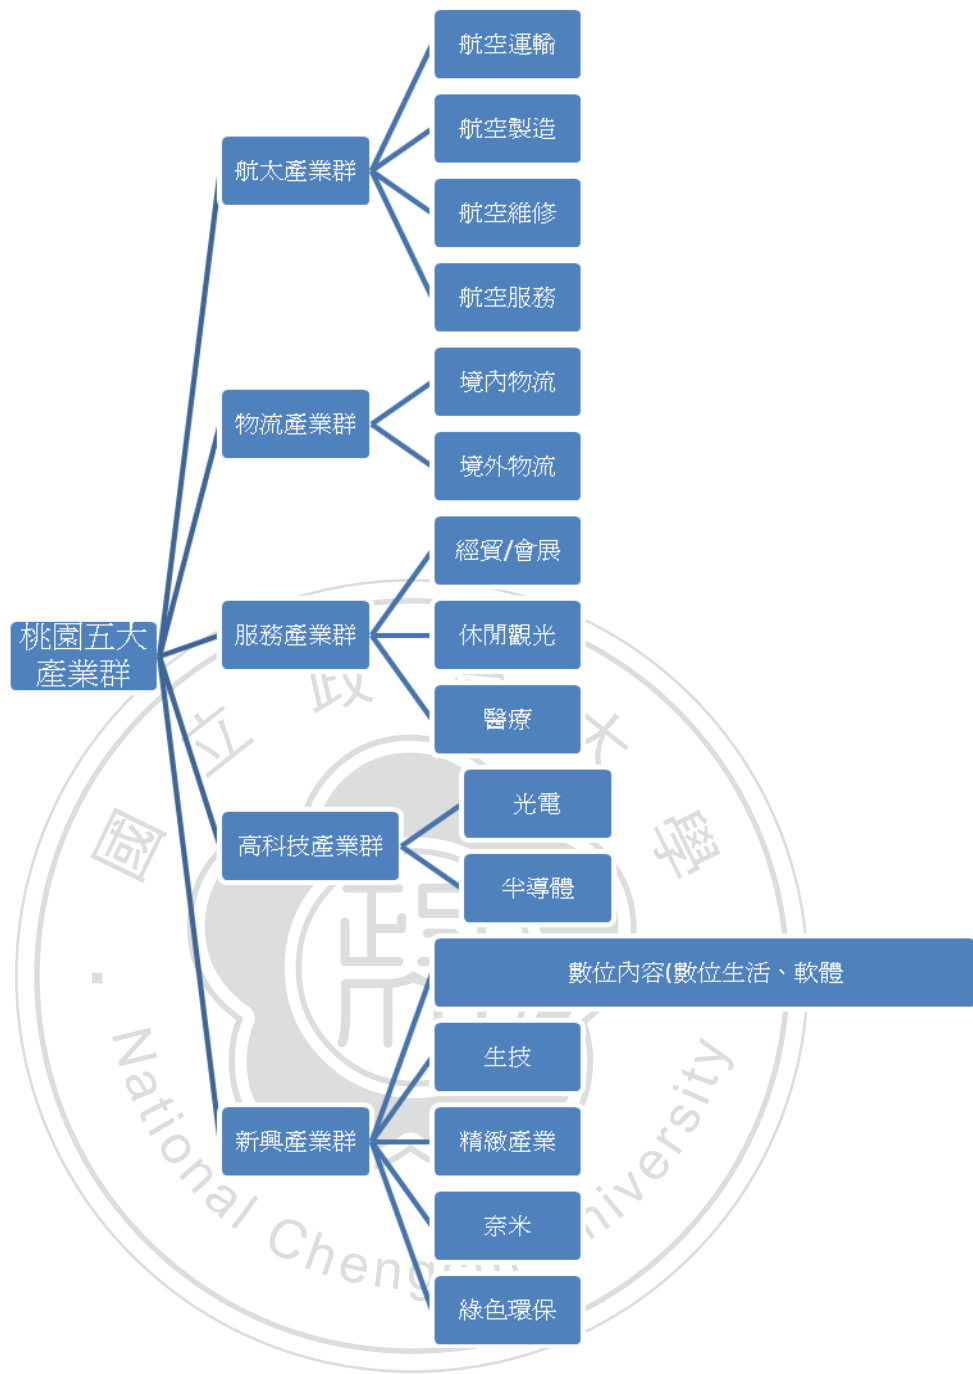 航空運輸
航空製造
航太產業群
航空維修
航空服務
境內物流
物流產業群
境外物流
經貿/會展
桃園五大
產業群
服務產業群
休閒觀光
醫療
光電
高科技產業群
半導體
數位內容(數位生活、軟體
生技
新興產業群
精緻產業
奈米
綠色環保
國立政
大學
National Cheng
niversity